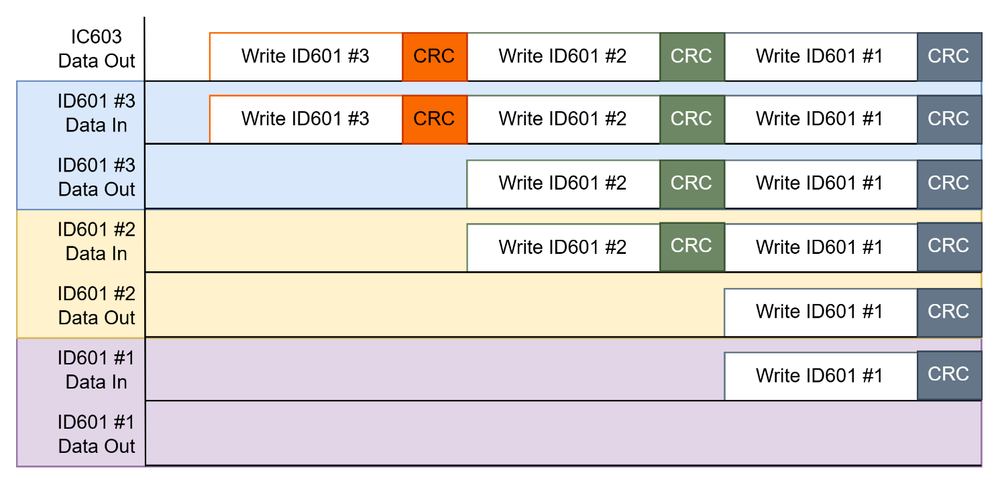 IC603
Data Out
Write ID601 #3 CRC Write ID601 #2 CRC Write ID601 #1 CRC
ID601 #3
Data In
Write ID601 #3 CRC Write ID601 #2 CRC Write ID601 #1 CRC
ID601 #3
Data Out
Write ID601 #2 CRC Write ID601 #1 CRC
ID601 #2
Data In
Write ID601 #2 CRC Write ID601 #1 CRC
ID601 #2
Data Out
Write ID601 #1 CRC
ID601 #1
Data In
Write ID601 #1 CRC
ID601 #1
Data Out